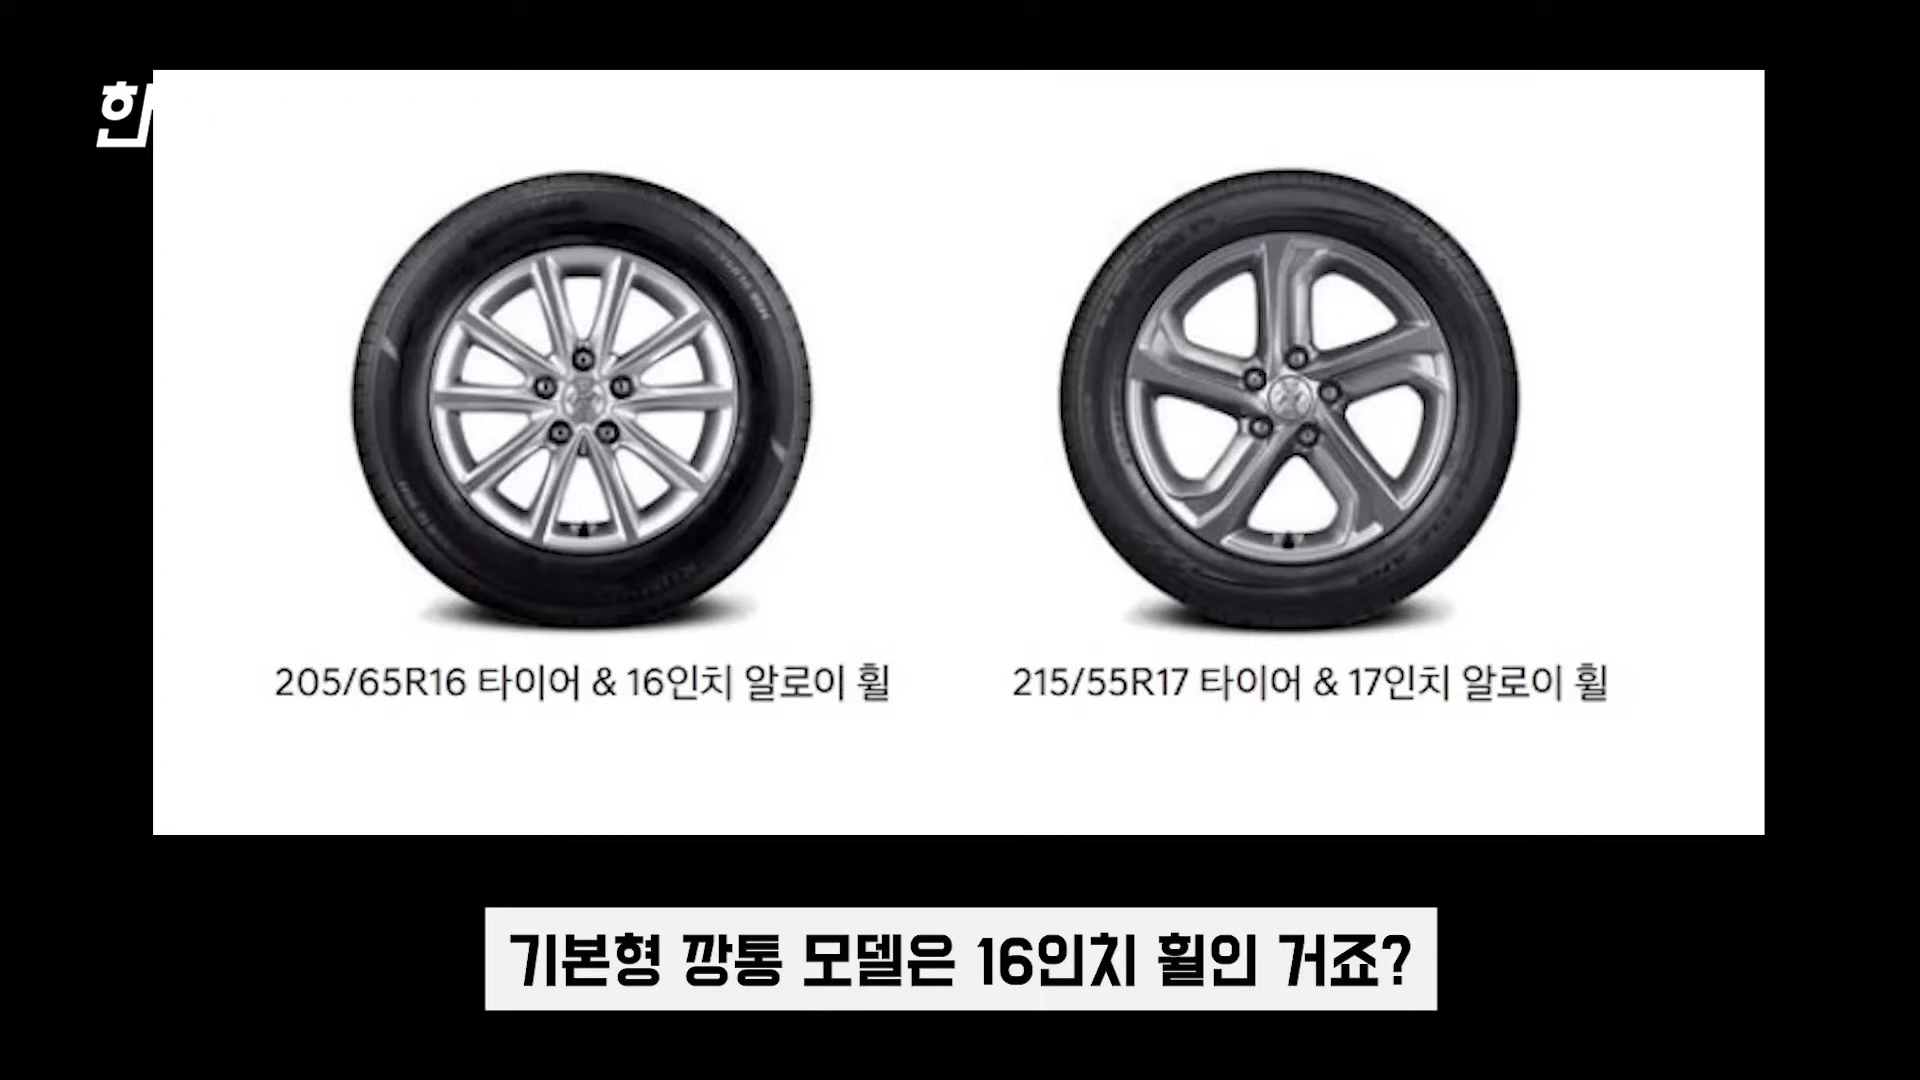 한
205/65R16 타이어 & 16인치 알로이 휠
215/55R17 타이어 & 17인치 알로이 휠
기본형 깡통 모델은 16인치 휠인 거죠?